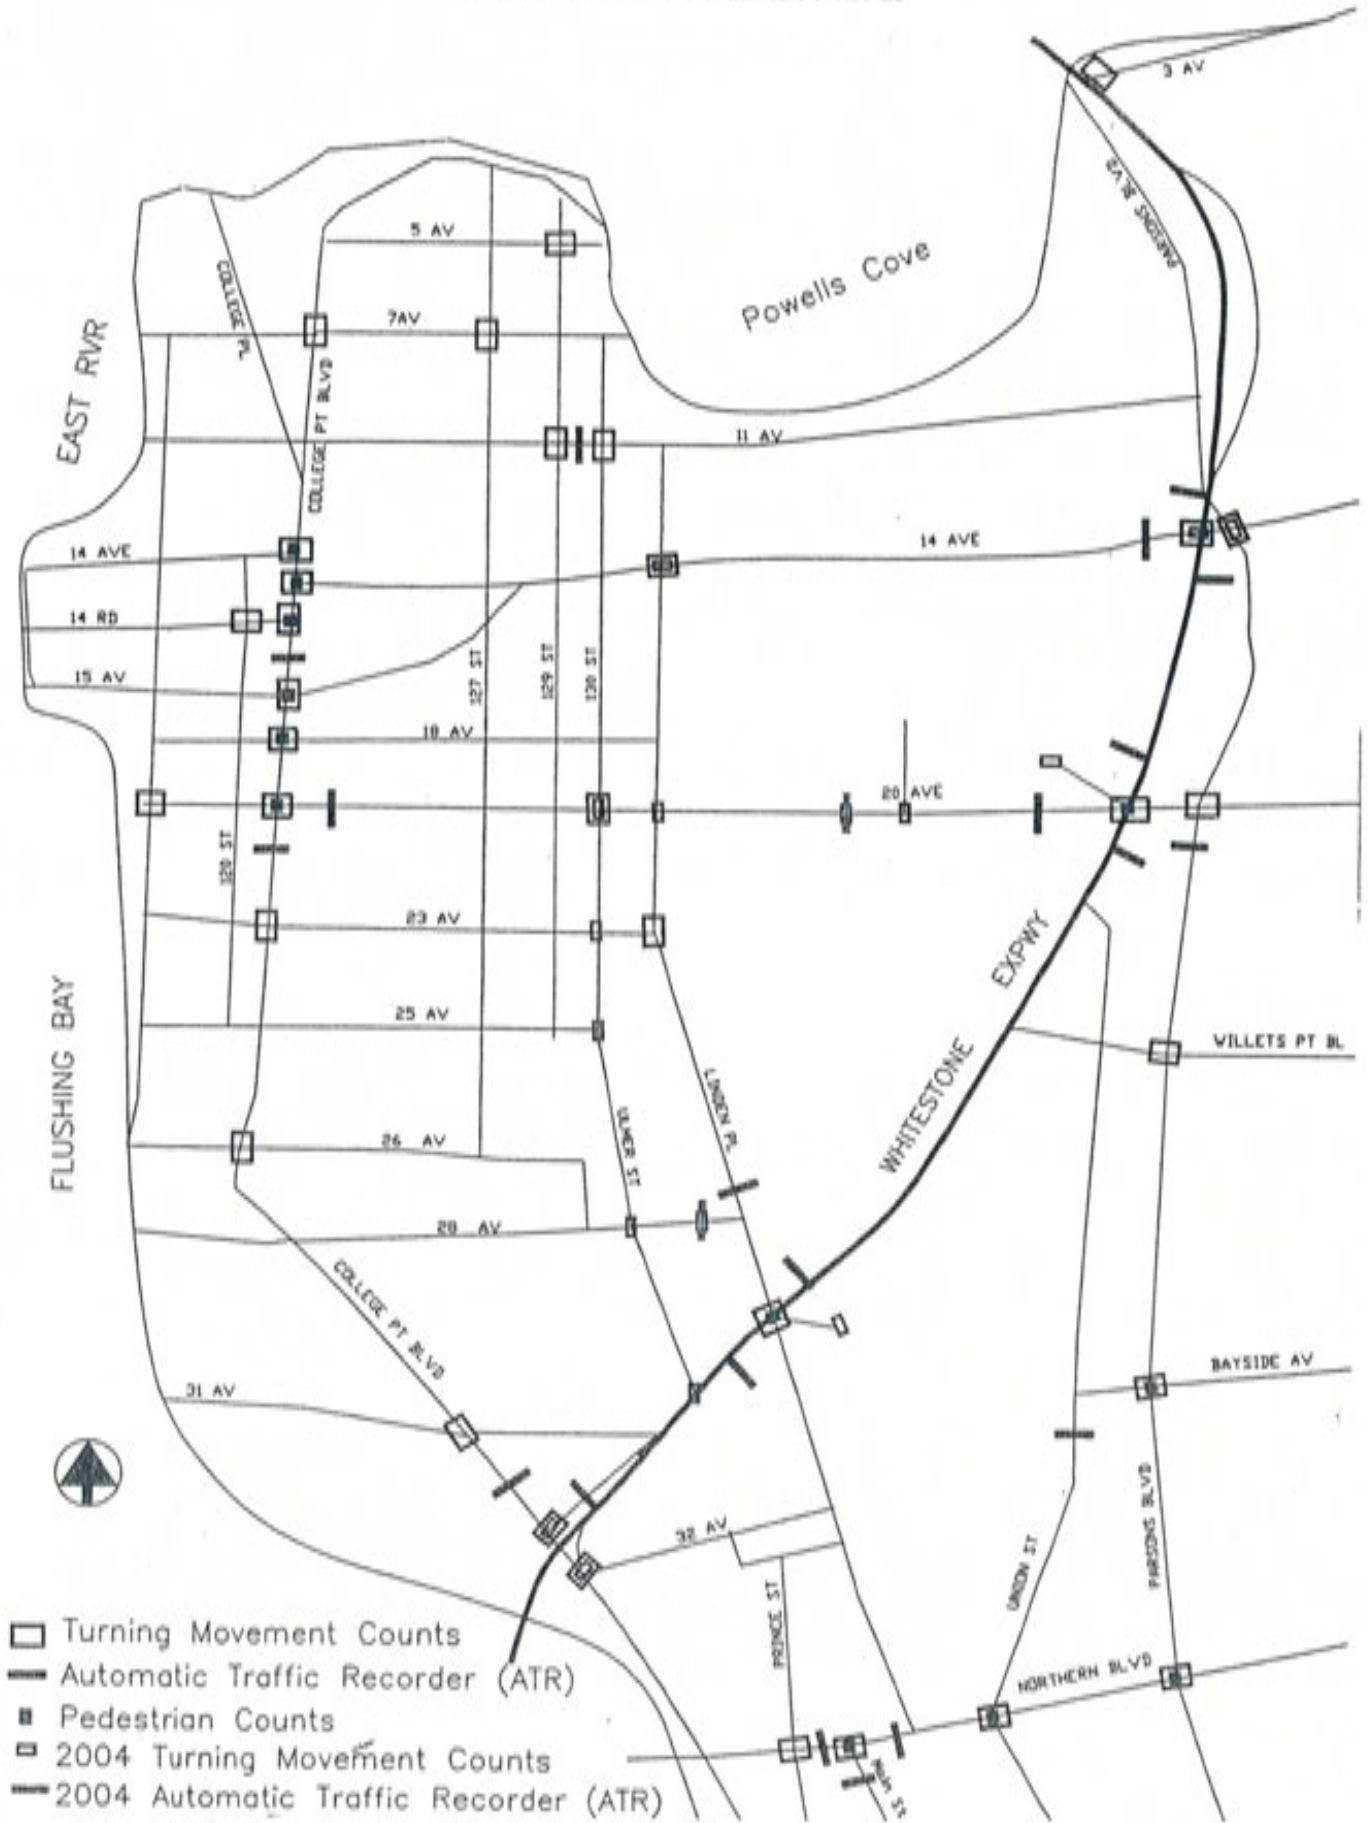 3 AV
PARSONS BLVD
5 AV
Powells Cove
COLLEGE PL
7AV
EAST RVR
COLLEGE PT BLVD
11 AV
14 AVE
14 AVE
14 RD
15 AV
127 ST
129 ST
130 ST
18 AV
20 AVE
120 ST
23 AV
WHITESTONE EXPWY
FLUSHING BAY
25 AV
WILLETS PT BL
LINDEN PL
ULMER ST
26 AV
28 AV
COLLEGE PT BLVD
BAYSIDE AV
31 AV
PARSONS BLVD
32 AV
UNION ST
PRINCE ST
NORTHERN BLVD
Main St
Turning Movement Counts
Automatic Traffic Recorder (ATR)
Pedestrian Counts
2004 Turning Movement Counts
2004 Automatic Traffic Recorder (ATR)